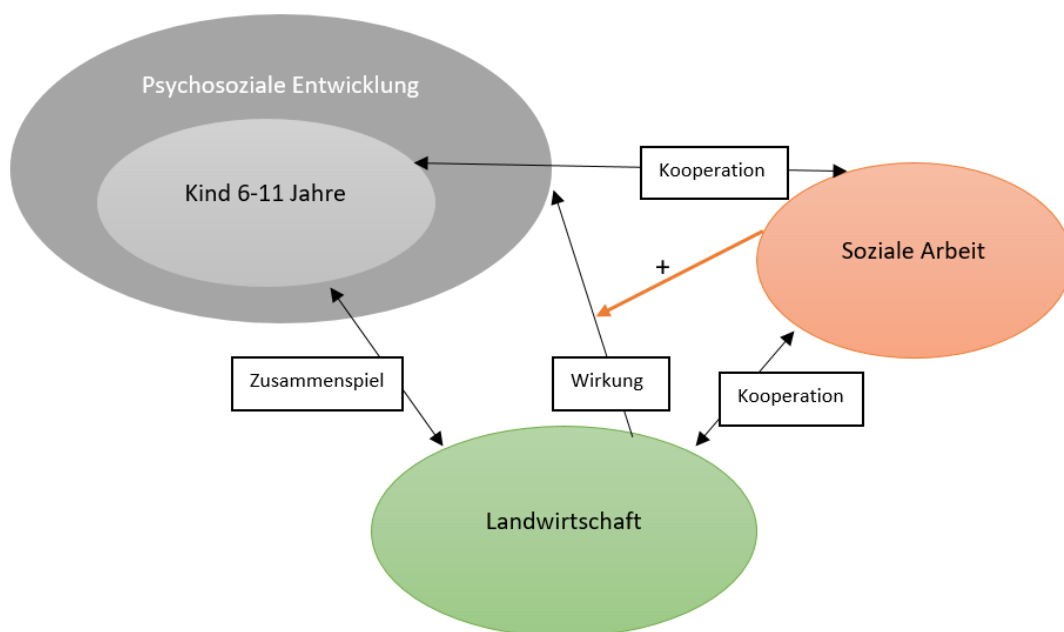 Psychosoziale Entwicklung
Kind 6-11 Jahre
Kooperation
Soziale Arbeit
+
Zusammenspiel
Wirkung
Kooperation
Landwirtschaft